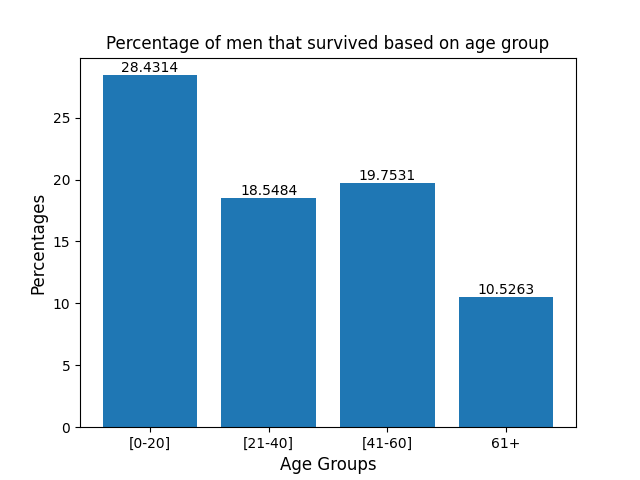 Percentage of men that survived based on age group
28.4314
25
20
19.7531
18.5484
Percentages
15
10.5263
10
5
0
[0-20] [21-40] [41-60] 61+
Age Groups